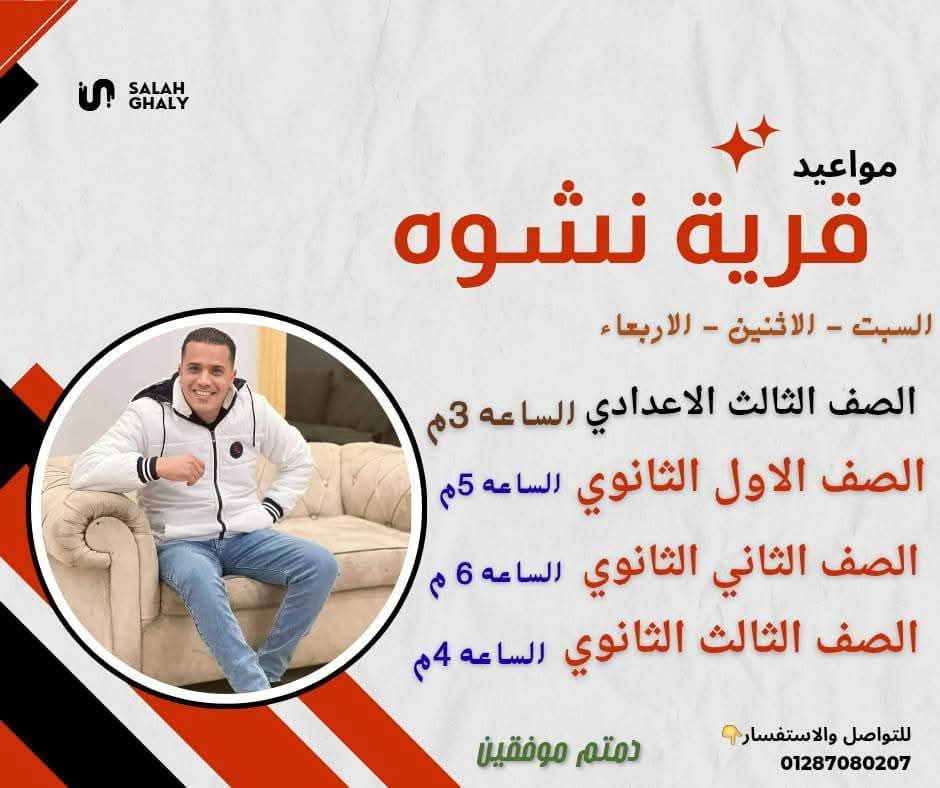 SALAH
GHALY
مواعيد
قرية نشوه
السبت - الاثنين - الاربعاء
الصف الثالث الاعدادي الساعه 3م
الصف الاول الثانوي الساعه 5م
الصف الثاني الثانوي الساعه 6 م
الصف الثالث الثانوي الساعه 4م
للتواصل والاستفسار👇
01287080207
دمتم موفقين